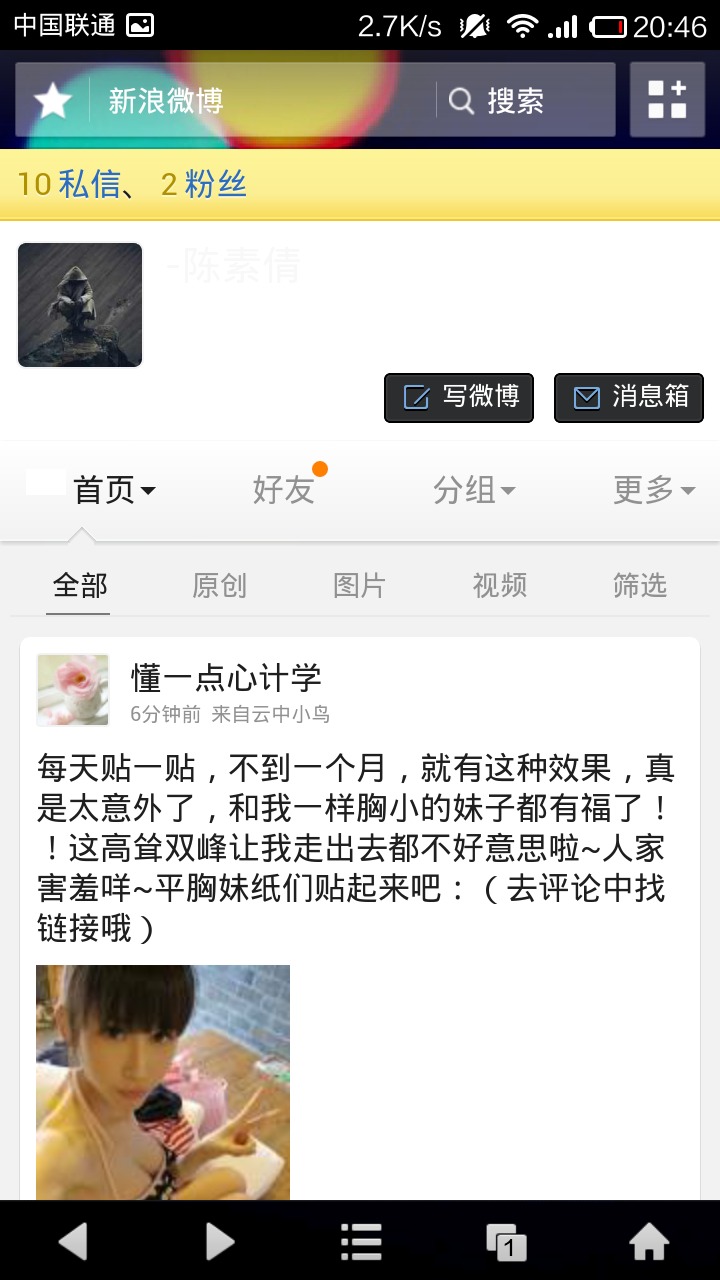 中国联通 2.7K/s 20:46
新浪微博 搜索
10 私信、 2 粉丝
-陈素倩
写微博 消息箱
首页 好友 分组 更多
全部 原创 图片 视频 筛选
懂一点心计学
6分钟前 来自云中小鸟
每天贴一贴，不到一个月，就有这种效果，真
是太意外了，和我一样胸小的妹子都有福了！
！这高耸双峰让我走出去都不好意思啦~人家
害羞咩~平胸妹纸们贴起来吧：（去评论中找
链接哦）
1